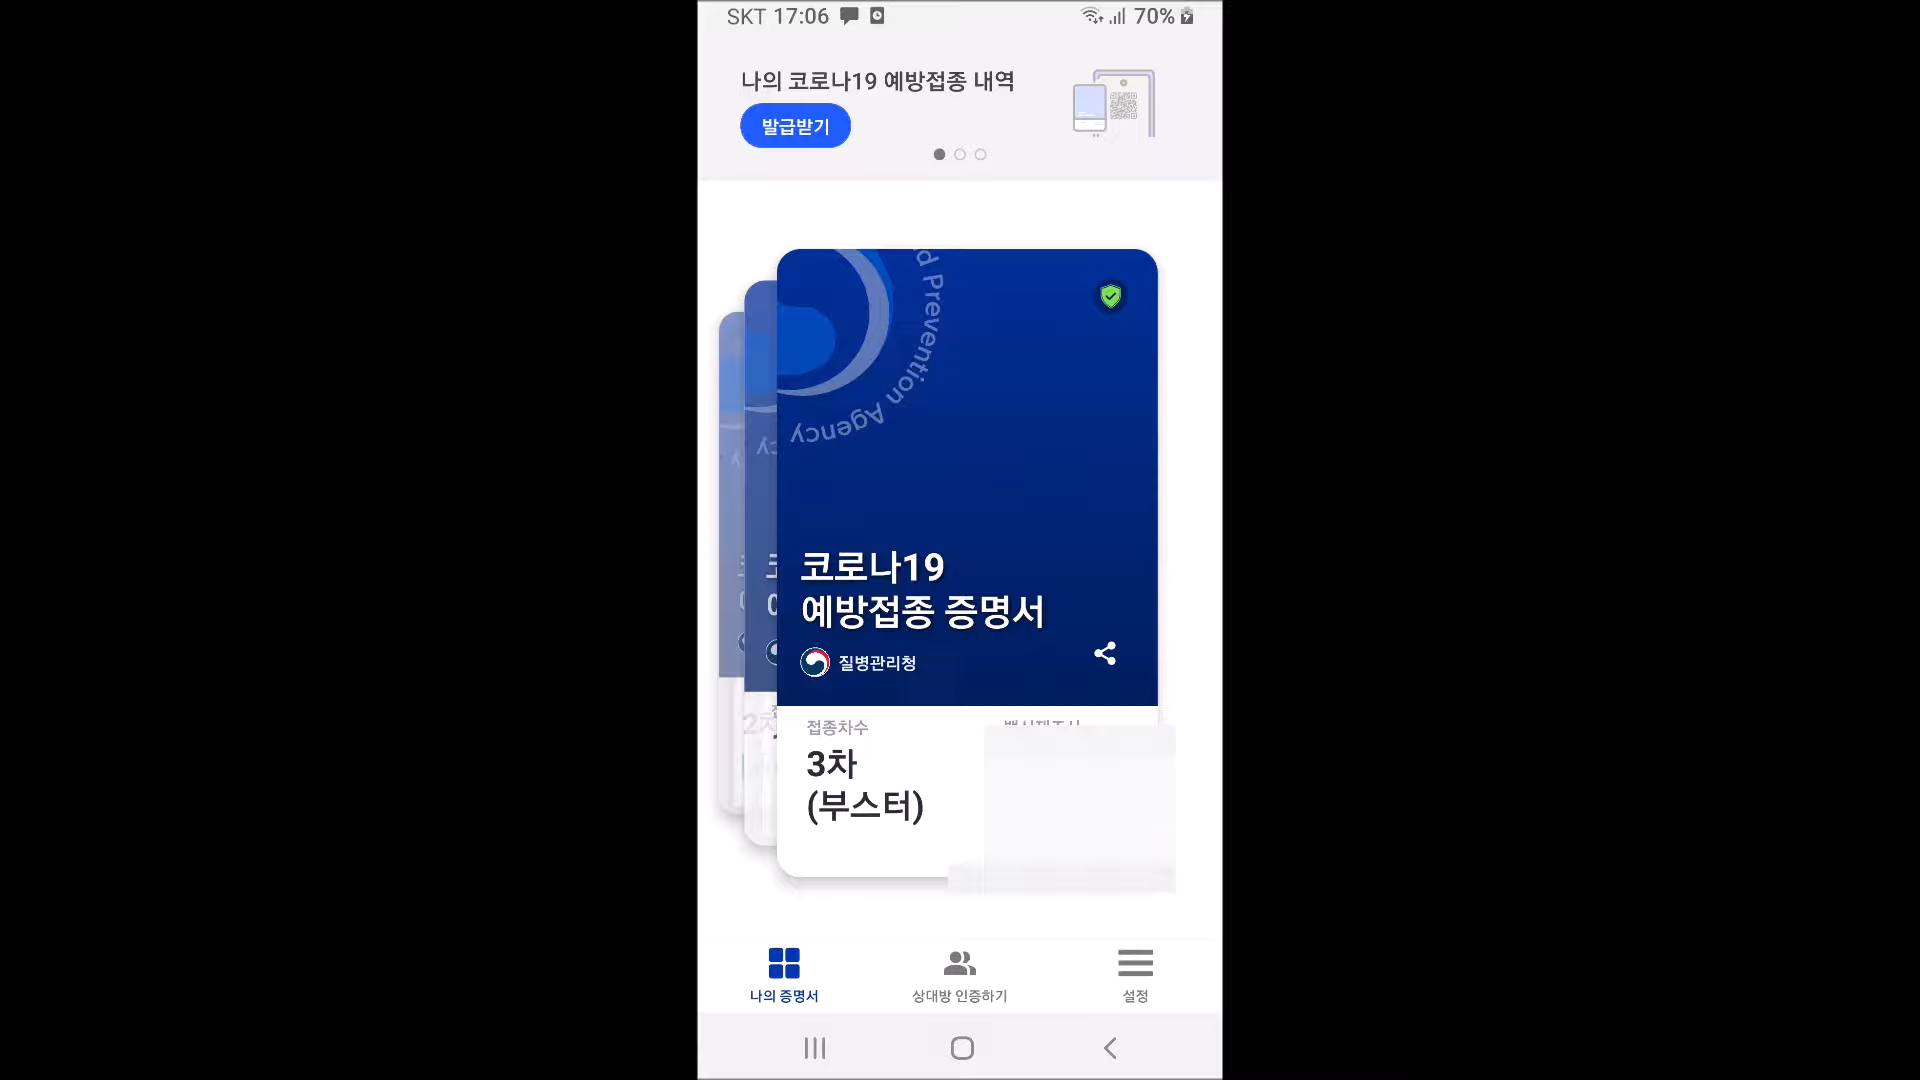 SKT 17:06
70%
나의 코로나19 예방접종 내역
발급받기
d Prevention Agency
코로나19
예방접종 증명서
질병관리청
접종차수
3차
(부스터)
나의 증명서
상대방 인증하기
설정